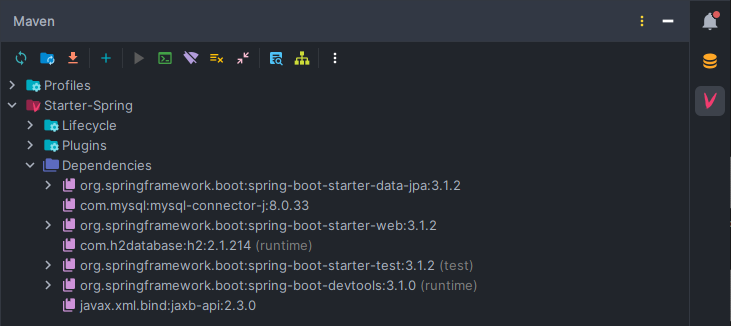 Maven
Profiles
Starter-Spring
Lifecycle
Plugins
Dependencies
org.springframework.boot:spring-boot-starter-data-jpa:3.1.2
com.mysql:mysql-connector-j:8.0.33
org.springframework.boot:spring-boot-starter-web:3.1.2
com.h2database:h2:2.1.214 (runtime)
org.springframework.boot:spring-boot-starter-test:3.1.2 (test)
org.springframework.boot:spring-boot-devtools:3.1.0 (runtime)
javax.xml.bind:jaxb-api:2.3.0